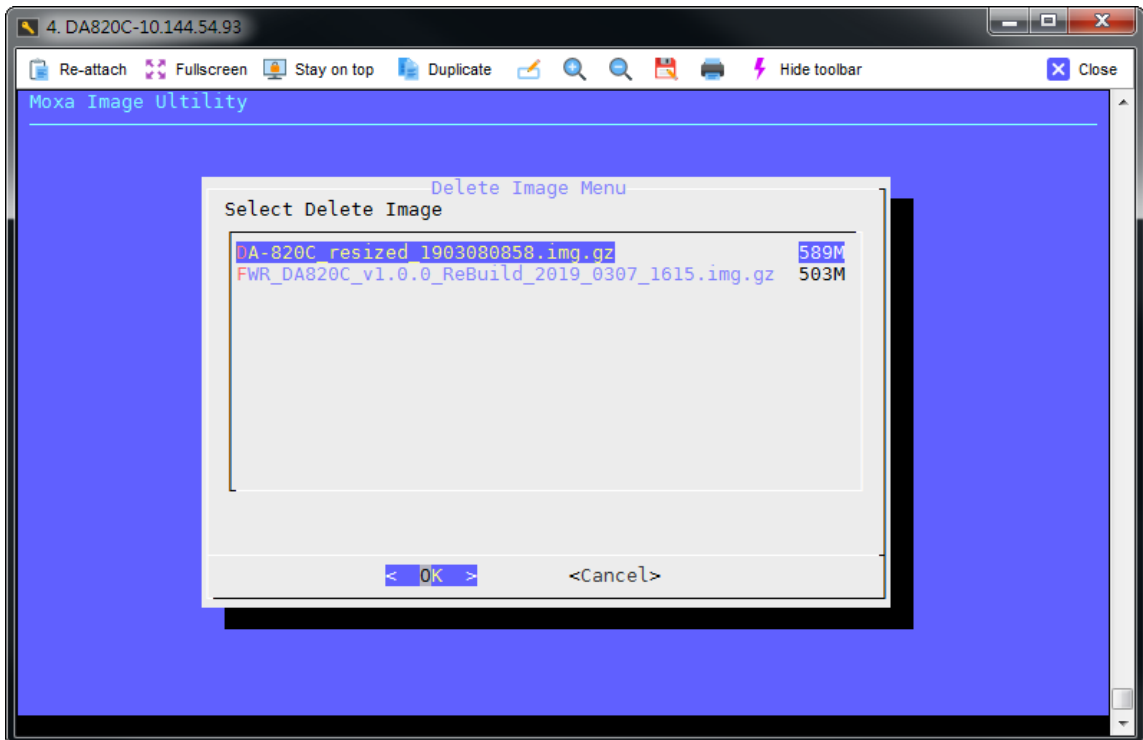 4. DA820C-10.144.54.93
Re-attach Fullscreen Stay on top Duplicate Hide toolbar Close
Moxa Image Ultility
Delete Image Menu
Select Delete Image
DA-820C_resized_1903080858.img.gz 589M
FWR_DA820C_v1.0.0_ReBuild_2019_0307_1615.img.gz 503M
< OK > <Cancel>